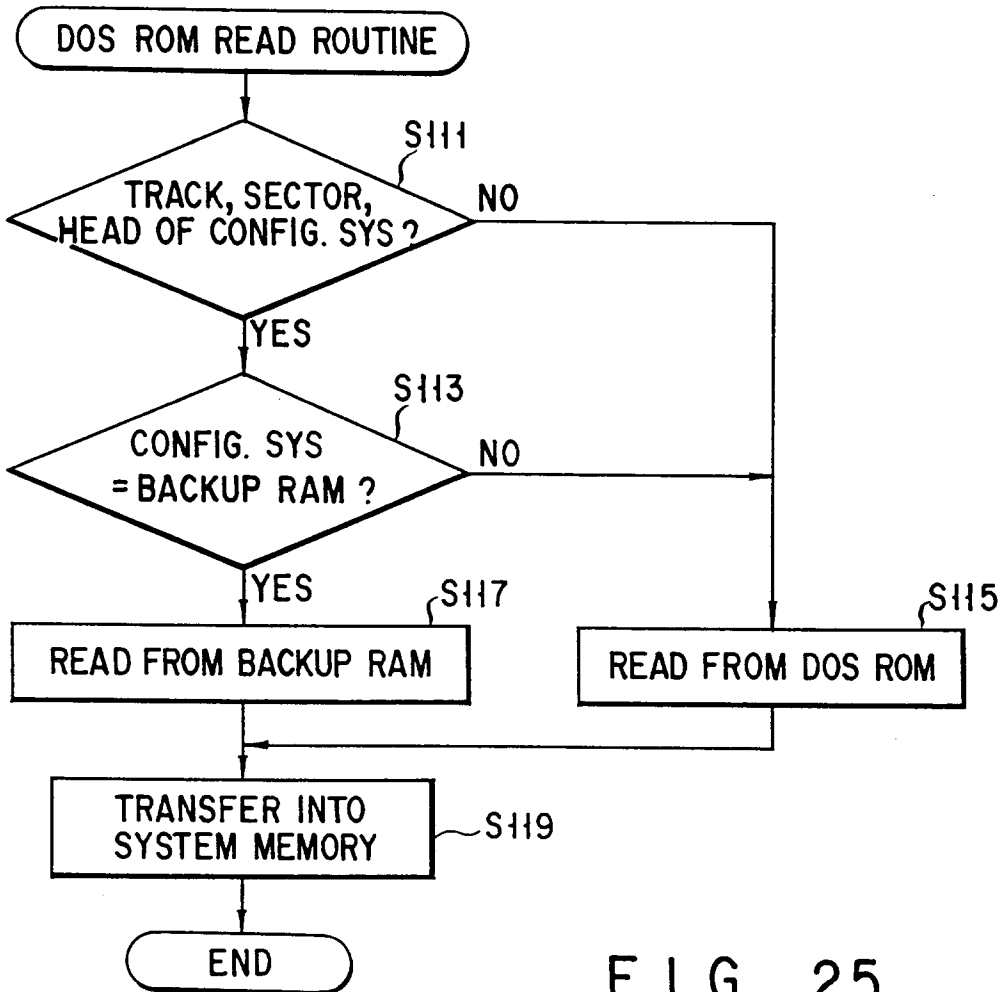 DOS ROM READ ROUTINE
S111
TRACK, SECTOR,
HEAD OF CONFIG. SYS ?
NO
YES
S113
CONFIG. SYS
= BACKUP RAM ?
NO
YES
S117
READ FROM BACKUP RAM
S115
READ FROM DOS ROM
TRANSFER INTO
SYSTEM MEMORY
S119
END
FIG. 25